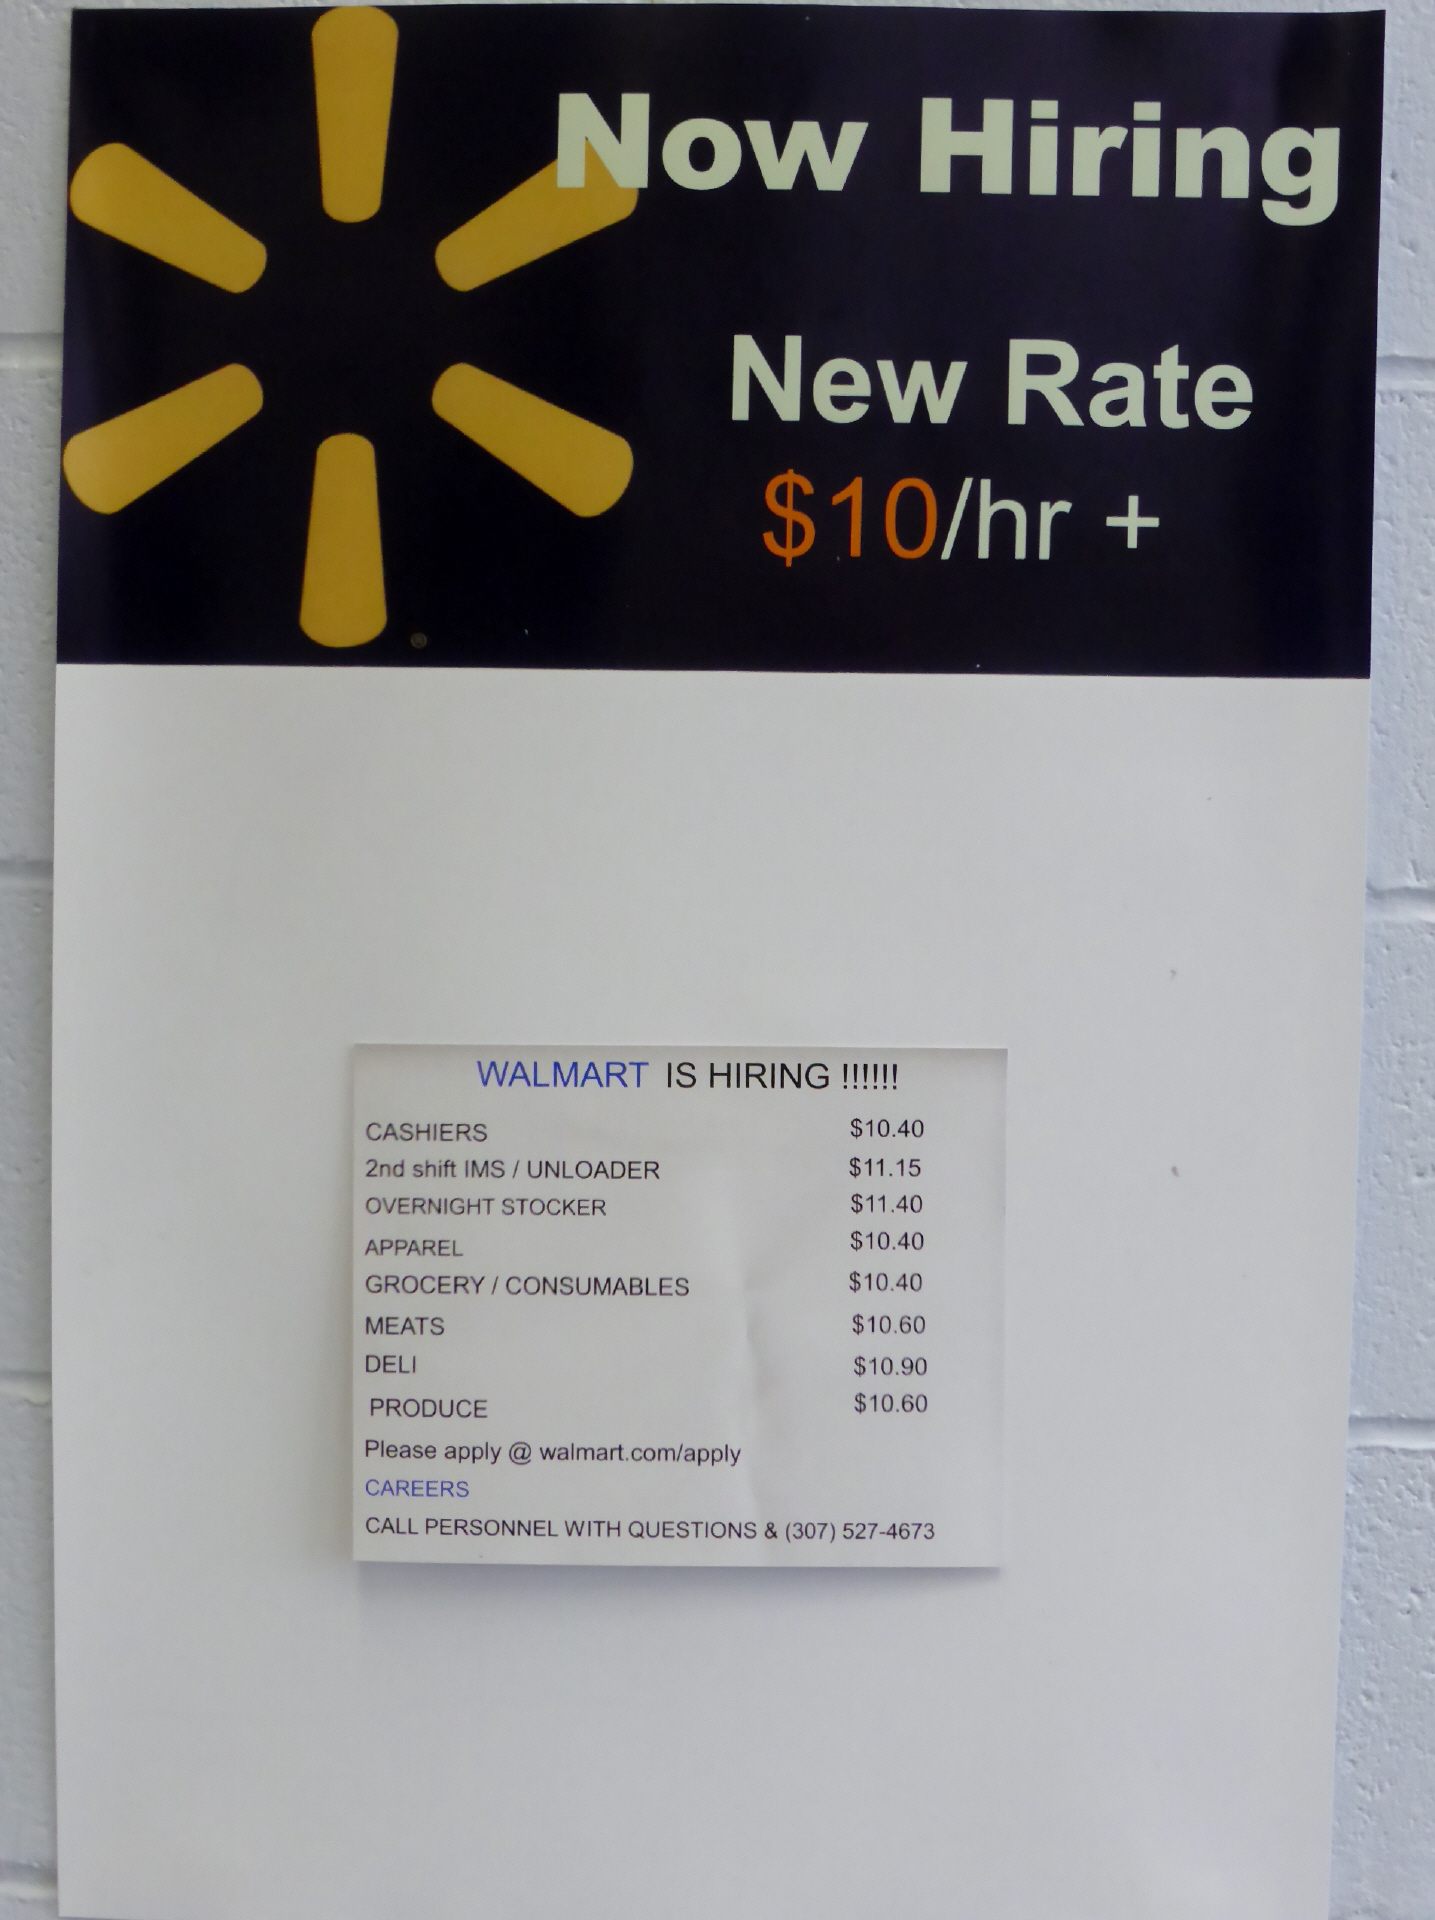 Now Hiring
New Rate
$10/hr +
WALMART IS HIRING !!!!!!
CASHIERS $10.40
2nd shift IMS / UNLOADER $11.15
OVERNIGHT STOCKER $11.40
APPAREL $10.40
GROCERY / CONSUMABLES $10.40
MEATS $10.60
DELI $10.90
PRODUCE $10.60
Please apply @ walmart.com/apply
CAREERS
CALL PERSONNEL WITH QUESTIONS & (307) 527-4673